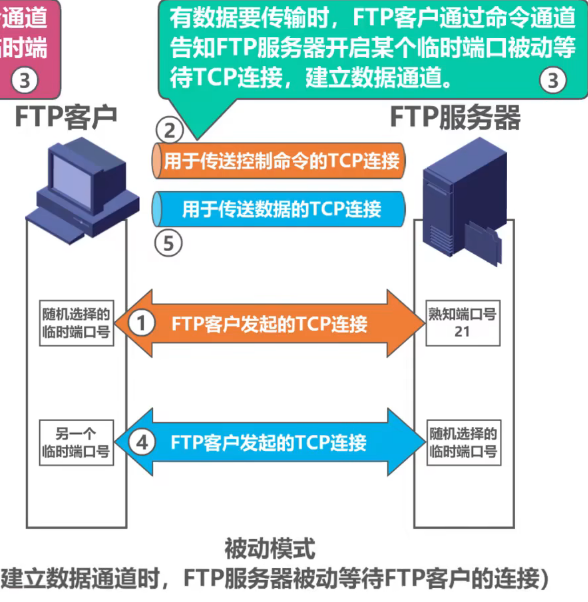 通道
时端
③
有数据要传输时，FTP客户通过命令通道
告知FTP服务器开启某个临时端口被动等
待TCP连接，建立数据通道。
③
FTP客户
FTP服务器
②
用于传送控制命令的TCP连接
用于传送数据的TCP连接
⑤
随机选择的
临时端口号
①
FTP客户发起的TCP连接
熟知端口号
21
另一个
临时端口号
④
FTP客户发起的TCP连接
随机选择的
临时端口号
被动模式
建立数据通道时，FTP服务器被动等待FTP客户的连接）